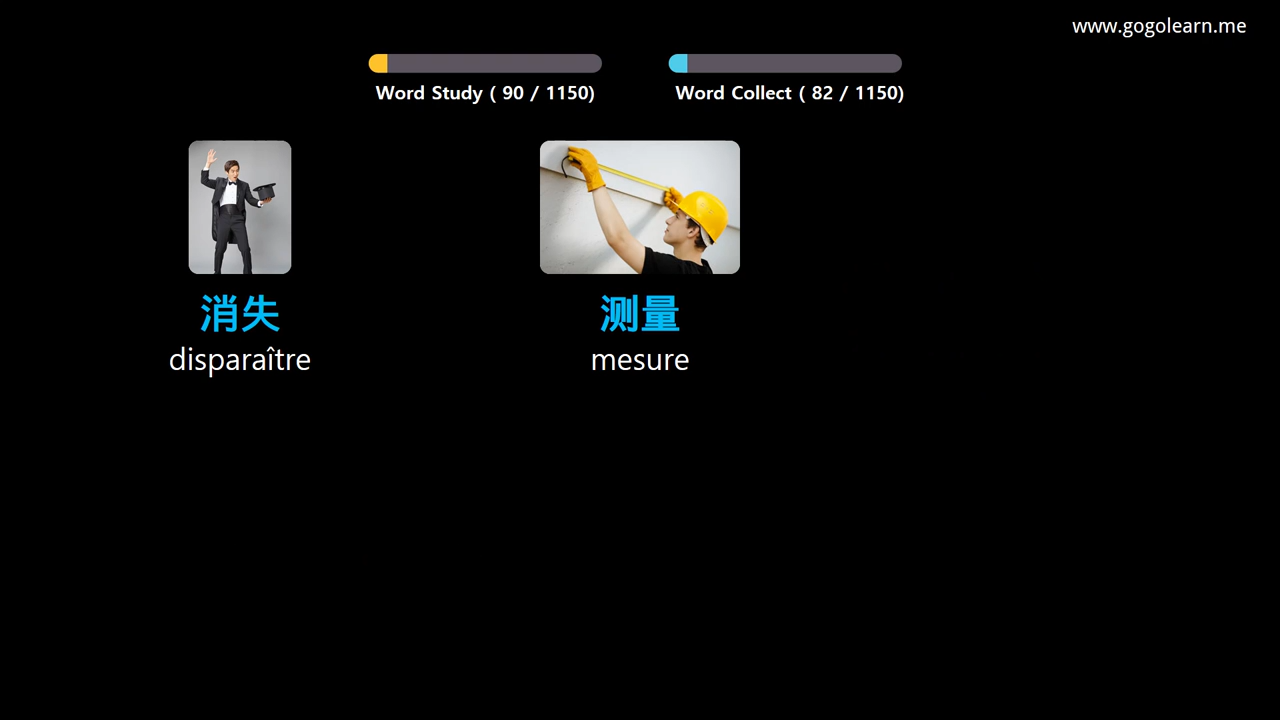 www.gogolearn.me
Word Study ( 90 / 1150)
Word Collect ( 82 / 1150)
消失
disparaître
测量
mesure